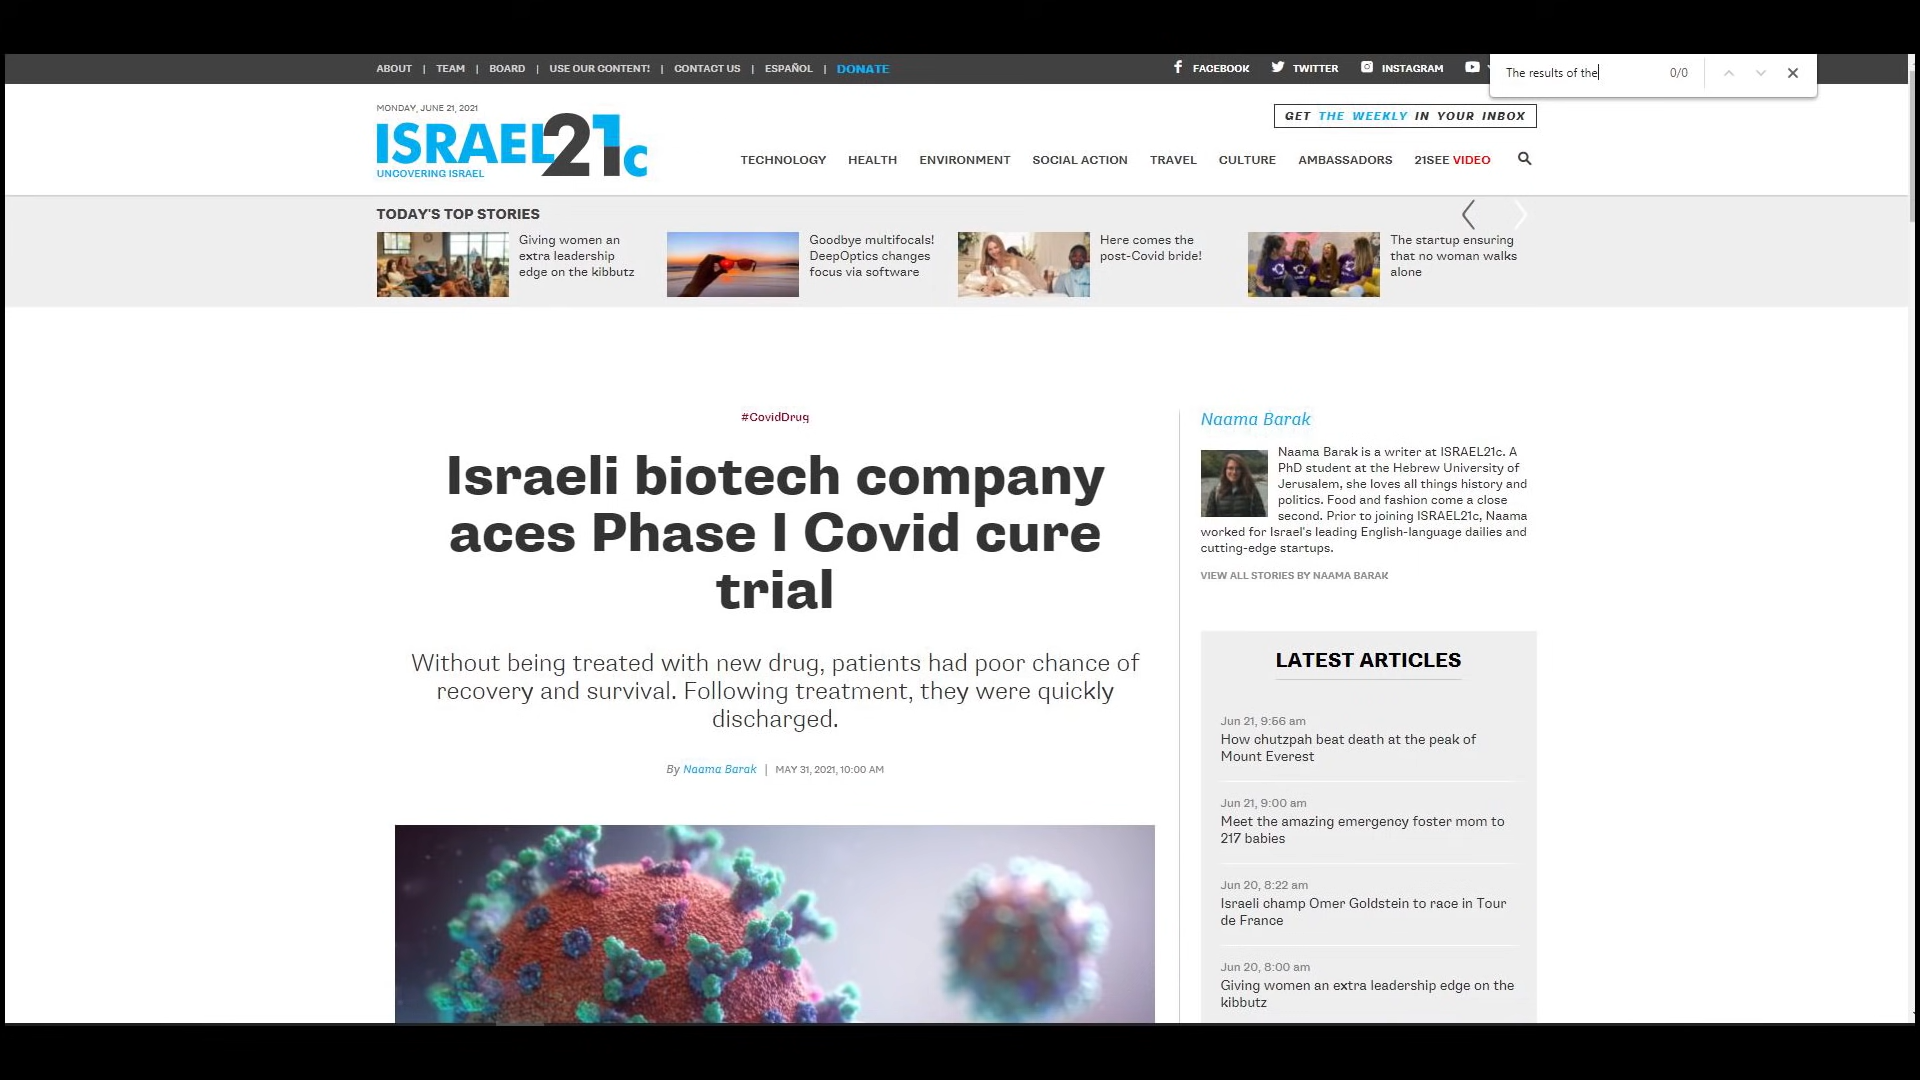 ABOUT | TEAM | BOARD | USE OUR CONTENT! | CONTACT US | ESPAÑOL | DONATE
FACEBOOK TWITTER INSTAGRAM
The results of the 0/0
MONDAY, JUNE 21, 2021
ISRAEL21c
UNCOVERING ISRAEL
GET THE WEEKLY IN YOUR INBOX
TECHNOLOGY HEALTH ENVIRONMENT SOCIAL ACTION TRAVEL CULTURE AMBASSADORS 21SEE VIDEO
TODAY'S TOP STORIES
Giving women an
extra leadership
edge on the kibbutz
Goodbye multifocals!
DeepOptics changes
focus via software
Here comes the
post-Covid bride!
The startup ensuring
that no woman walks
alone
#CovidDrug
Israeli biotech company
aces Phase I Covid cure
trial
Without being treated with new drug, patients had poor chance of
recovery and survival. Following treatment, they were quickly
discharged.
By Naama Barak | MAY 31, 2021, 10:00 AM
Naama Barak
Naama Barak is a writer at ISRAEL21c. A
PhD student at the Hebrew University of
Jerusalem, she loves all things history and
politics. Food and fashion come a close
second. Prior to joining ISRAEL21c, Naama
worked for Israel's leading English-language dailies and
cutting-edge startups.
VIEW ALL STORIES BY NAAMA BARAK
LATEST ARTICLES
Jun 21, 9:56 am
How chutzpah beat death at the peak of
Mount Everest
Jun 21, 9:00 am
Meet the amazing emergency foster mom to
217 babies
Jun 20, 8:22 am
Israeli champ Omer Goldstein to race in Tour
de France
Jun 20, 8:00 am
Giving women an extra leadership edge on the
kibbutz